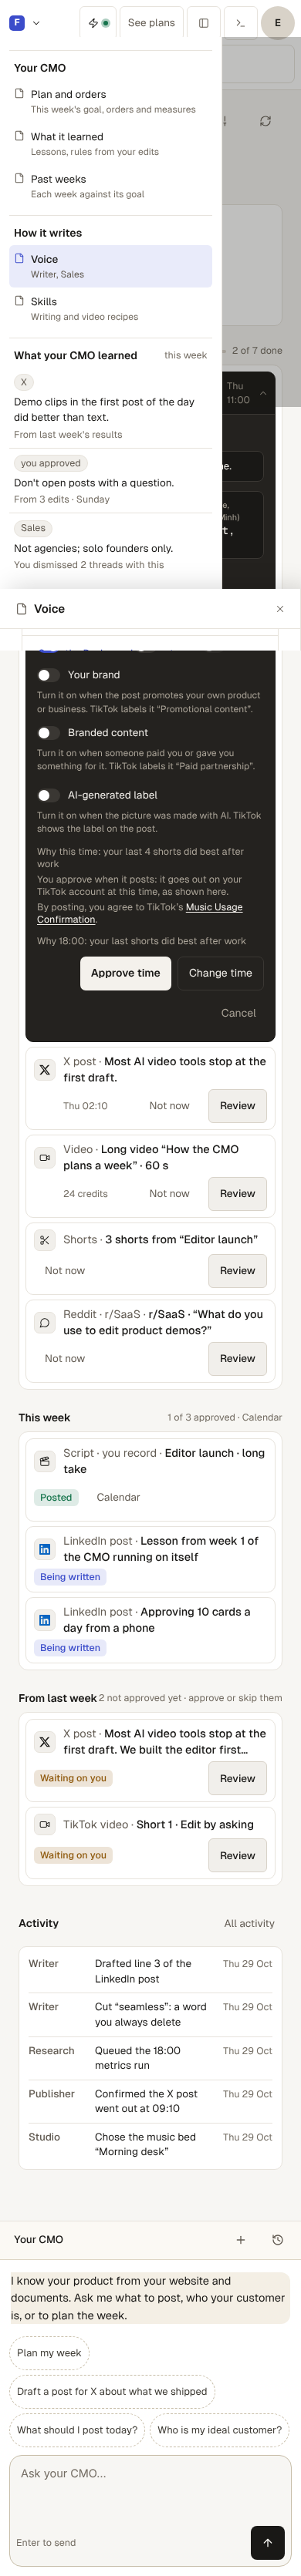 F
See plans
E
Your CMO
Plan and orders
This week's goal, orders and measures
What it learned
Lessons, rules from your edits
Past weeks
Each week against its goal
How it writes
Voice
Writer, Sales
Skills
Writing and video recipes
2 of 7 done
What your CMO learned this week
Thu
11:00
X
Demo clips in the first post of the day
did better than text.
From last week's results
you approved
Don't open posts with a question.
From 3 edits · Sunday
Sales
Not agencies; solo founders only.
You dismissed 2 threads with this
Voice
Your brand
Turn it on when the post promotes your own product
or business. TikTok labels it “Promotional content”.
Branded content
Turn it on when someone paid you or gave you
something for it. TikTok labels it “Paid partnership”.
AI-generated label
Turn it on when the picture was made with AI. TikTok
shows the label on the post.
Why this time: your last 4 shorts did best after
work
You approve when it posts: it goes out on your
TikTok account at this time, as shown here.
By posting, you agree to TikTok's Music Usage
Confirmation.
Why 18:00: your last shorts did best after work
Approve time
Change time
Cancel
X post · Most AI video tools stop at the
first draft.
Thu 02:10
Not now
Review
Video · Long video “How the CMO
plans a week” · 60 s
24 credits
Not now
Review
Shorts · 3 shorts from “Editor launch”
Not now
Review
Reddit · r/SaaS · r/SaaS · “What do you
use to edit product demos?”
Not now
Review
This week
1 of 3 approved · Calendar
Script · you record · Editor launch · long
take
Posted
Calendar
LinkedIn post · Lesson from week 1 of
the CMO running on itself
Being written
LinkedIn post · Approving 10 cards a
day from a phone
Being written
From last week
2 not approved yet · approve or skip them
X post · Most AI video tools stop at the
first draft. We built the editor first...
Waiting on you
Review
TikTok video · Short 1 · Edit by asking
Waiting on you
Review
Activity
All activity
Writer Drafted line 3 of the Thu 29 Oct
LinkedIn post
Writer Cut “seamless”: a word Thu 29 Oct
you always delete
Research Queued the 18:00 Thu 29 Oct
metrics run
Publisher Confirmed the X post Thu 29 Oct
went out at 09:10
Studio Chose the music bed Thu 29 Oct
“Morning desk”
Your CMO
I know your product from your website and
documents. Ask me what to post, who your customer
is, or to plan the week.
Plan my week
Draft a post for X about what we shipped
What should I post today?
Who is my ideal customer?
Ask your CMO...
Enter to send